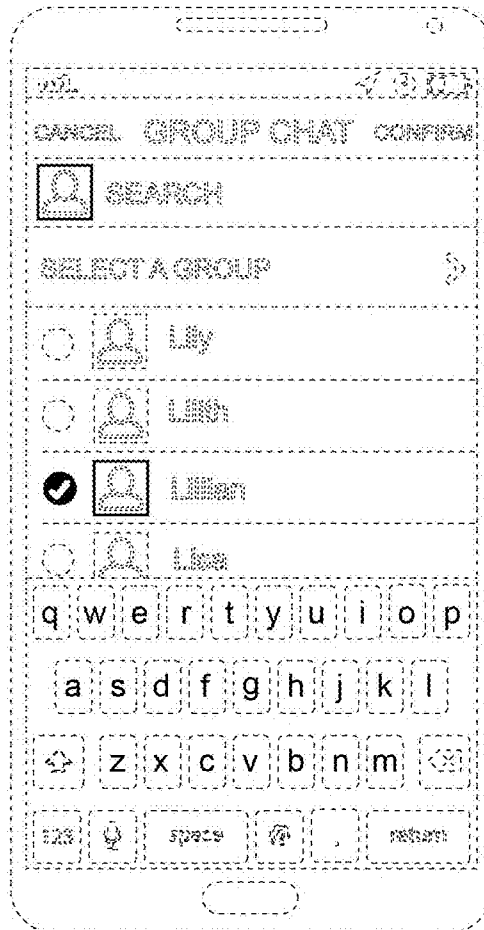 CANCEL GROUP CHAT CONFIRM
SEARCH
SELECT A GROUP
Lily
Lilith
Lillian
Lisa
q w e r t y u i o p
a s d f g h j k l
z x c v b n m
123 space @ . return